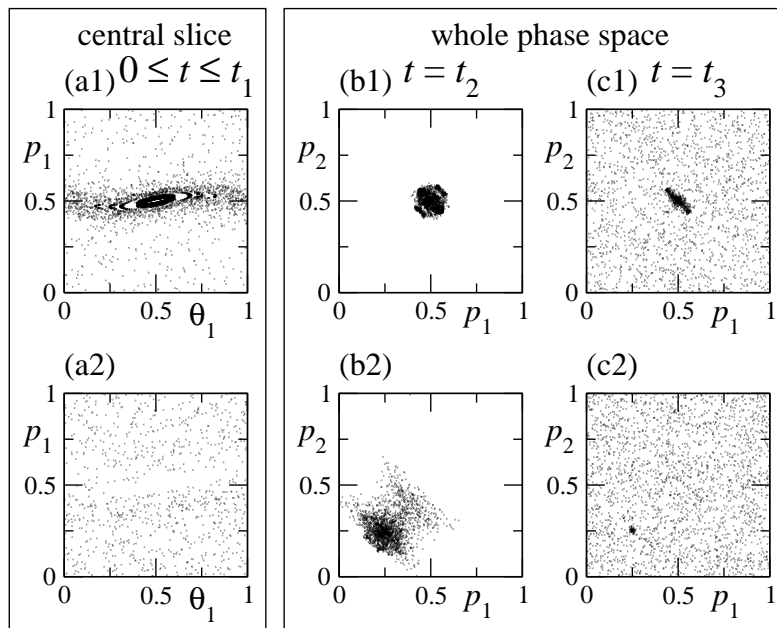 central slice
whole phase space
(a1) 0 ≤ t ≤ t₁
(b1) t = t₂
(c1) t = t₃
1
p₁
0.5
0
0
0.5
θ₁
1
1
p₂
0.5
0
0
0.5
p₁
1
1
p₂
0.5
0
0
0.5
p₁
1
(a2)
(b2)
(c2)
1
p₁
0.5
0
0
0.5
θ₁
1
1
p₂
0.5
0
0
0.5
p₁
1
1
p₂
0.5
0
0
0.5
p₁
1